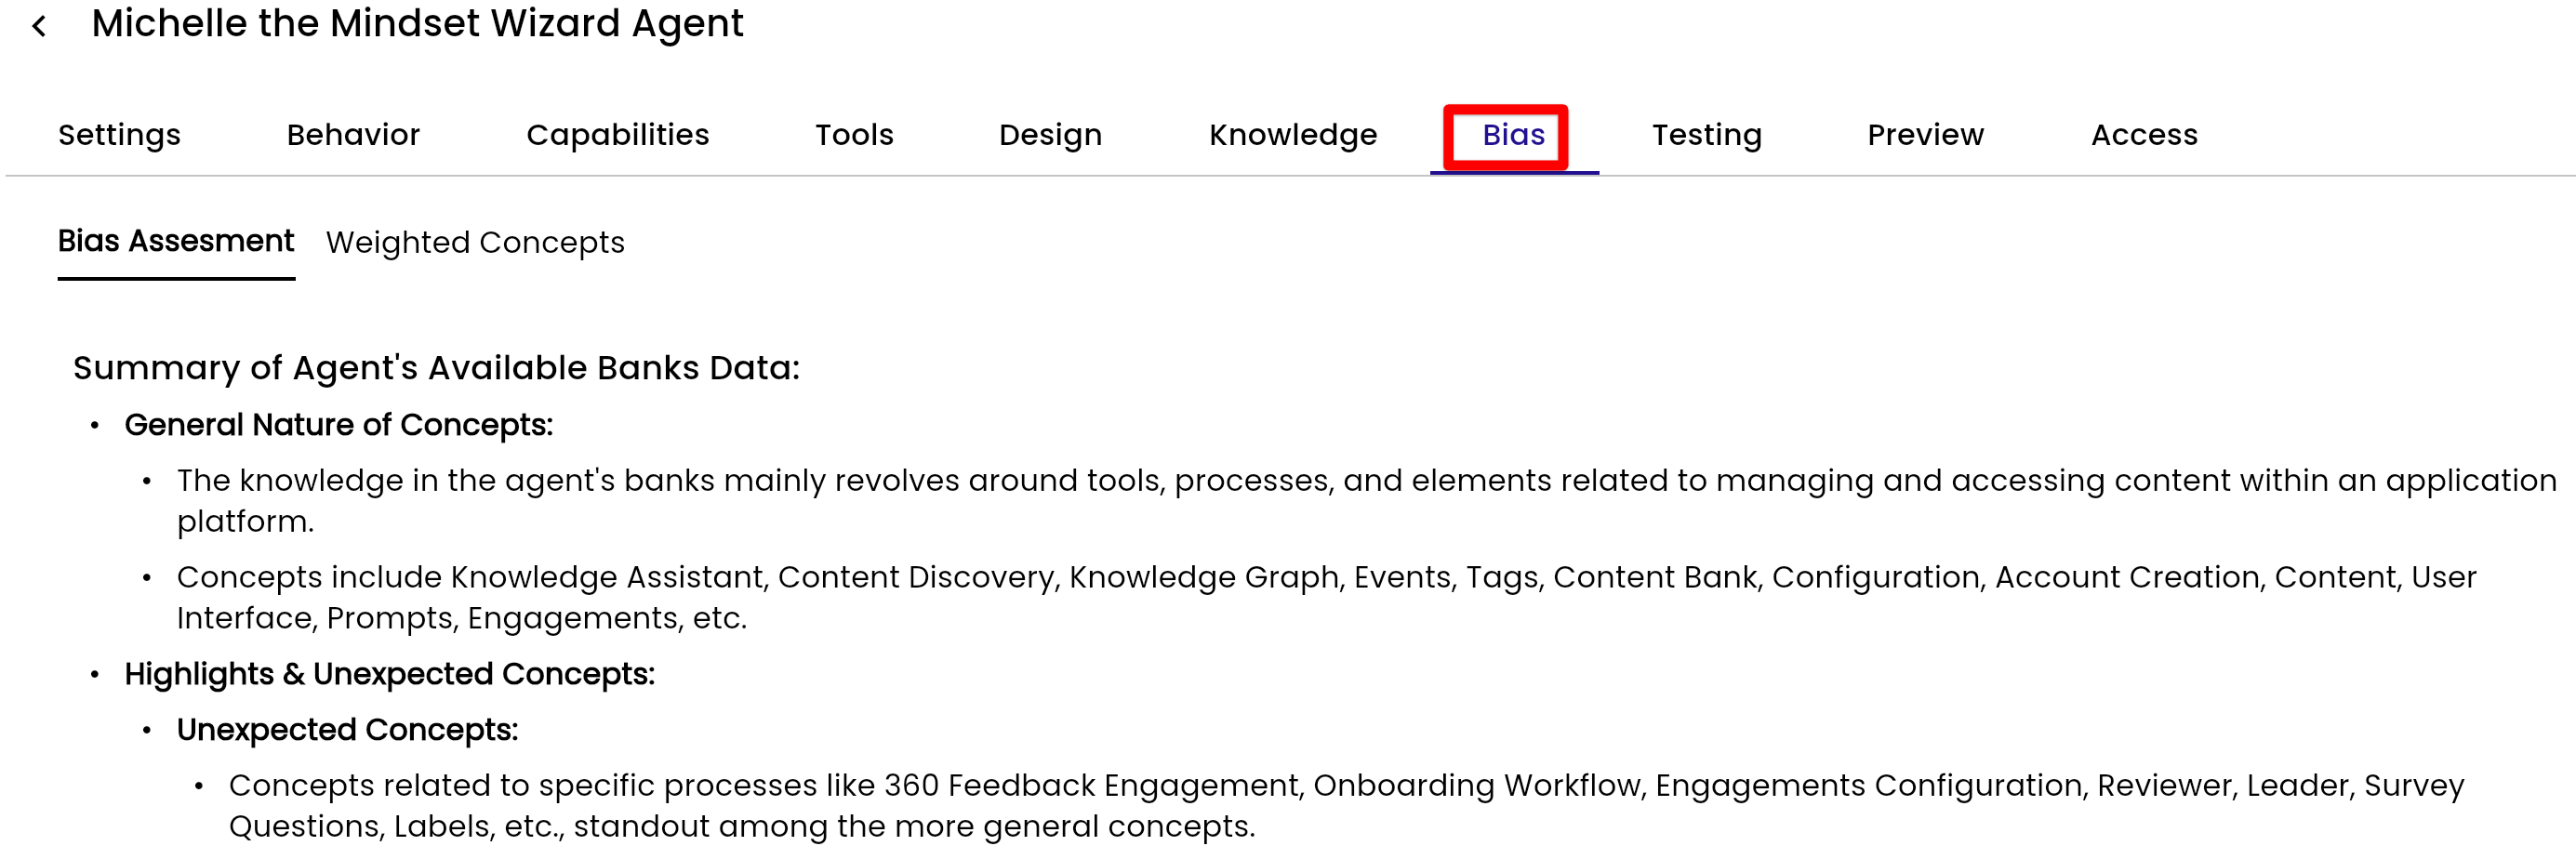 Michelle the Mindset Wizard Agent
Settings Behavior Capabilities Tools Design Knowledge Bias Testing Preview Access
Bias Assesment Weighted Concepts
Summary of Agent's Available Banks Data:
• General Nature of Concepts:
• The knowledge in the agent's banks mainly revolves around tools, processes, and elements related to managing and accessing content within an application
platform.
• Concepts include Knowledge Assistant, Content Discovery, Knowledge Graph, Events, Tags, Content Bank, Configuration, Account Creation, Content, User
Interface, Prompts, Engagements, etc.
• Highlights & Unexpected Concepts:
• Unexpected Concepts:
• Concepts related to specific processes like 360 Feedback Engagement, Onboarding Workflow, Engagements Configuration, Reviewer, Leader, Survey
Questions, Labels, etc., standout among the more general concepts.